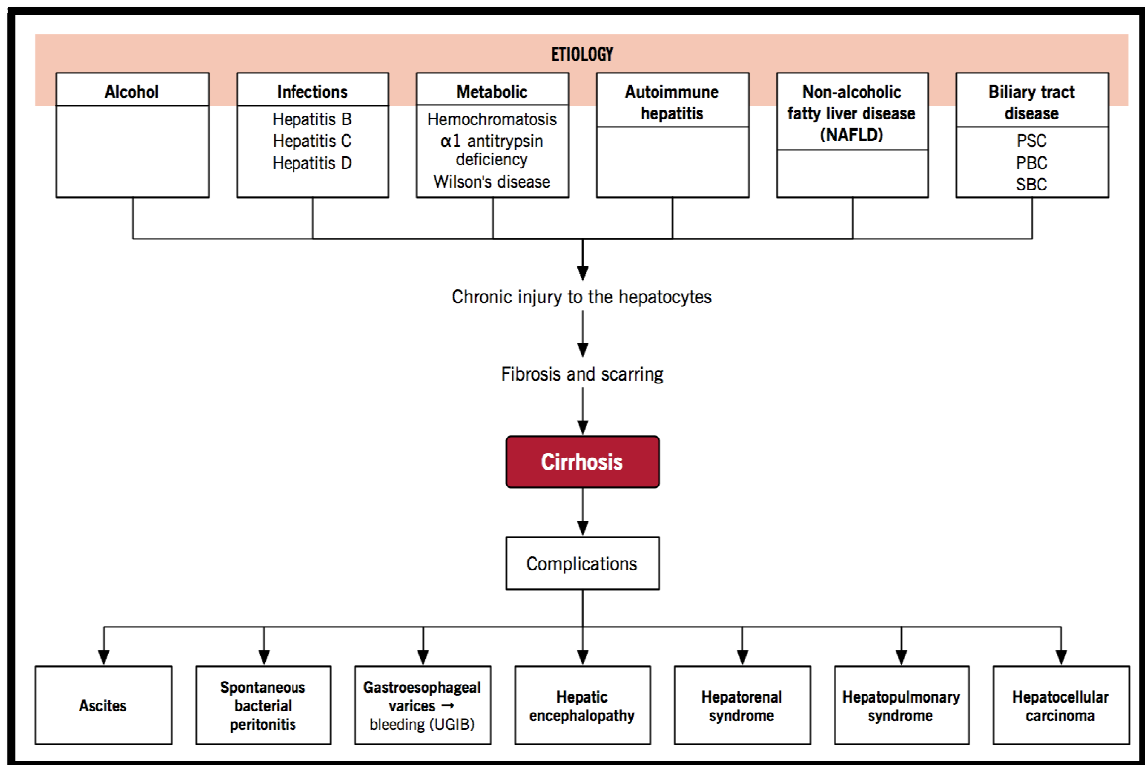 ETIOLOGY
Alcohol
Infections
Hepatitis B
Hepatitis C
Hepatitis D
Metabolic
Hemochromatosis
α1 antitrypsin
deficiency
Wilson's disease
Autoimmune
hepatitis
Non-alcoholic
fatty liver disease
(NAFLD)
Biliary tract
disease
PSC
PBC
SBC
Chronic injury to the hepatocytes
Fibrosis and scarring
Cirrhosis
Complications
Ascites
Spontaneous
bacterial
peritonitis
Gastroesophageal
varices →
bleeding (UGIB)
Hepatic
encephalopathy
Hepatorenal
syndrome
Hepatopulmonary
syndrome
Hepatocellular
carcinoma